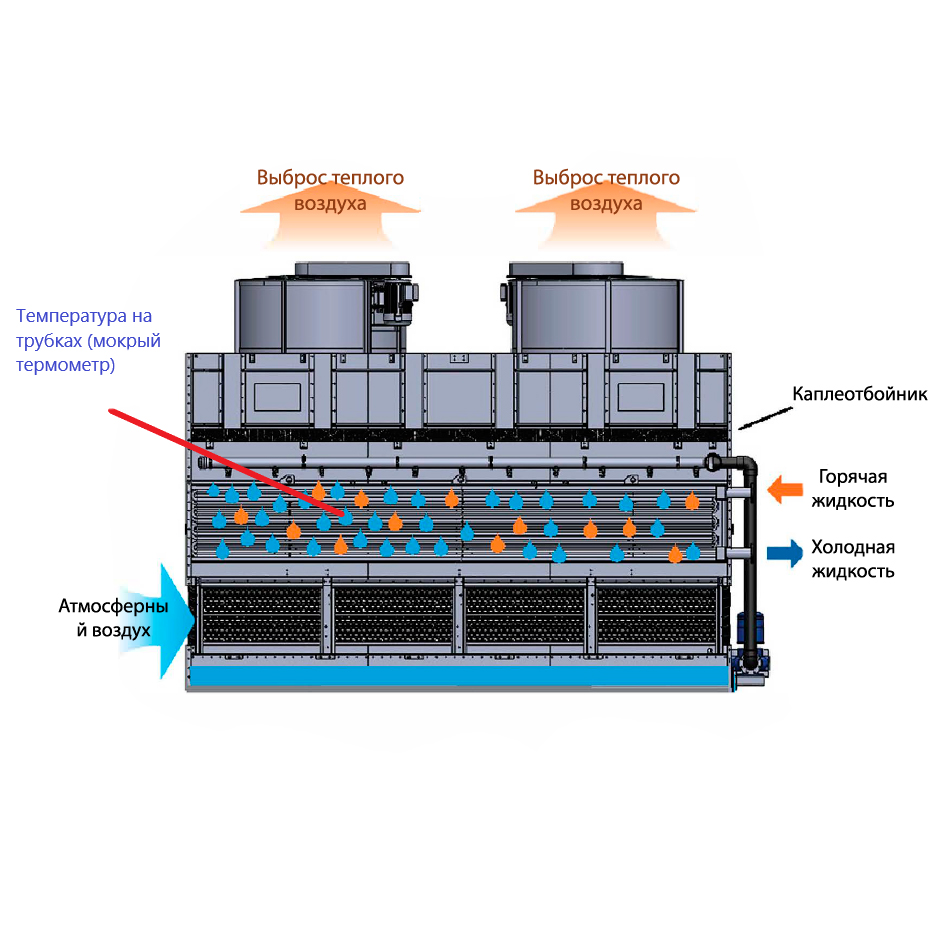 Выброс теплого
воздуха
Выброс теплого
воздуха
Температура на
трубках (мокрый
термометр)
Каплеотбойник
Горячая
жидкость
Холодная
жидкость
Атмосферны
й воздух